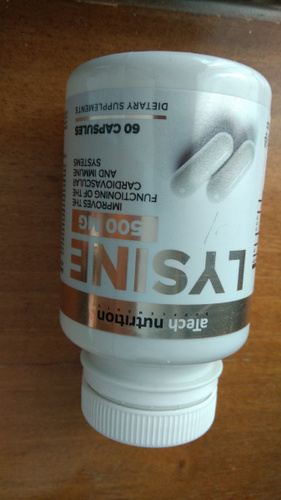 aTech nutrition
LYSINE
500 MG
IMPROVES THE
FUNCTIONING OF THE
CARDIOVASCULAR
AND IMMUNE
SYSTEMS
60 CAPSULES
DIETARY SUPPLEMENTS